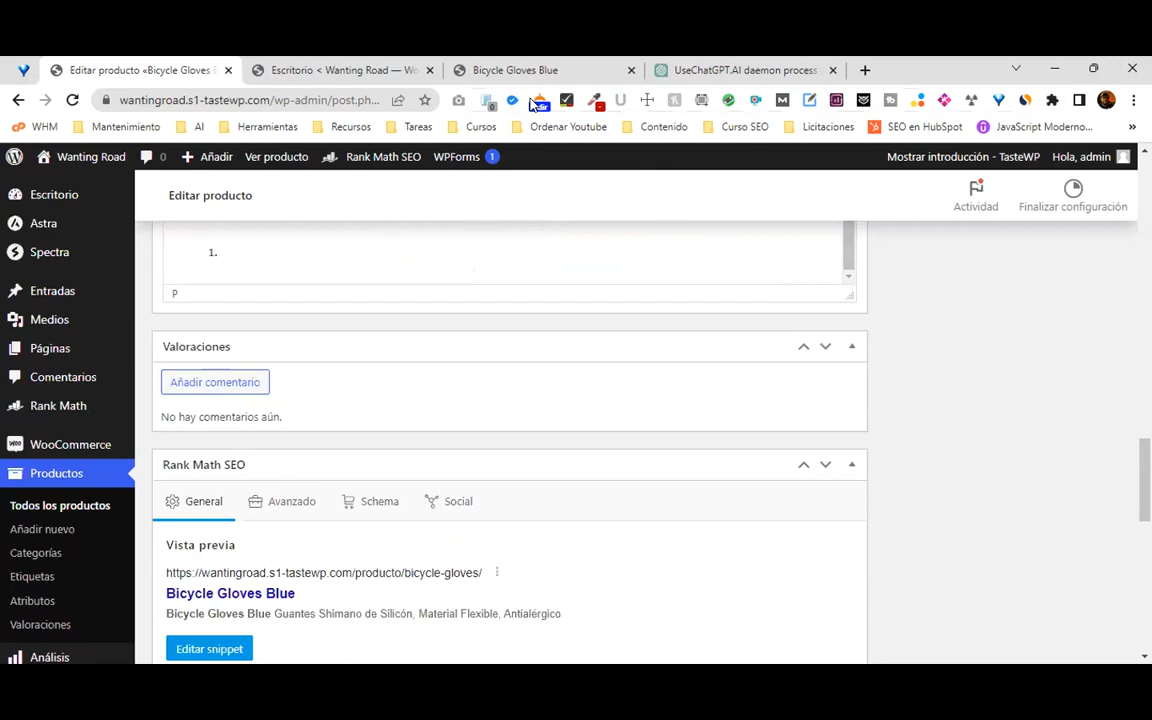 Editar producto «Bicycle Gloves B
Escritorio < Wanting Road — Wo
Bicycle Gloves Blue
UseChatGPT.AI daemon process
wantingroad.s1-tastewp.com/wp-admin/post.ph...
WHM
Mantenimiento
AI
Herramientas
Recursos
Tareas
Cursos
Ordenar Youtube
Contenido
Curso SEO
Licitaciones
SEO en HubSpot
JavaScript Moderno...
Wanting Road
0
Añadir
Ver producto
Rank Math SEO
WPForms 1
Mostrar introducción - TasteWP
Hola, admin
Escritorio
Astra
Spectra
Entradas
Medios
Páginas
Comentarios
Rank Math
WooCommerce
Productos
Todos los productos
Añadir nuevo
Categorías
Etiquetas
Atributos
Valoraciones
Análisis
Editar producto
Actividad
Finalizar configuración
1.
P
Valoraciones
Añadir comentario
No hay comentarios aún.
Rank Math SEO
General
Avanzado
Schema
Social
Vista previa
https://wantingroad.s1-tastewp.com/producto/bicycle-gloves/
Bicycle Gloves Blue
Bicycle Gloves Blue Guantes Shimano de Silicón, Material Flexible, Antialérgico
Editar snippet